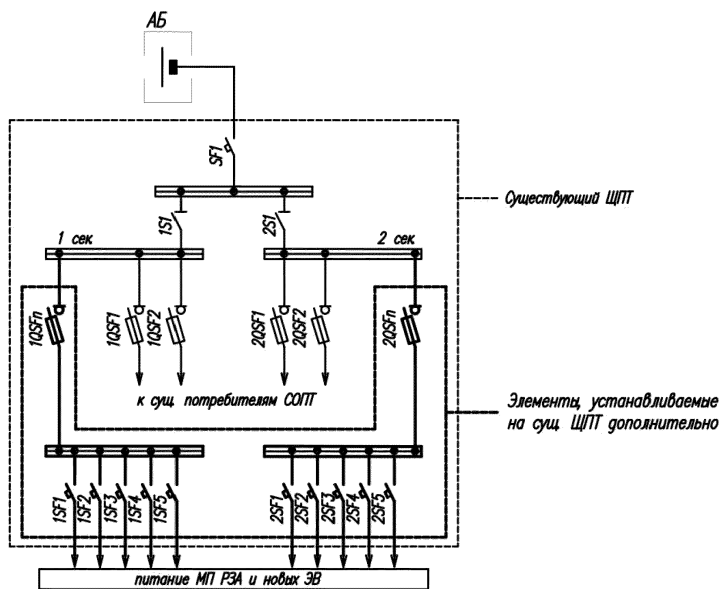 АБ
SF1
Существующий ЩПТ
1S1
2S1
1 сек
2 сек
1QSFn
1QSF1
1QSF2
2QSF1
2QSF2
2QSFn
к сущ. потребителям СОПТ
Элементы, устанавливаемые
на сущ. ЩПТ дополнительно
1SF1
1SF2
1SF3
1SF4
1SF5
2SF1
2SF2
2SF3
2SF4
2SF5
питание МП РЗА и новых ЭВ